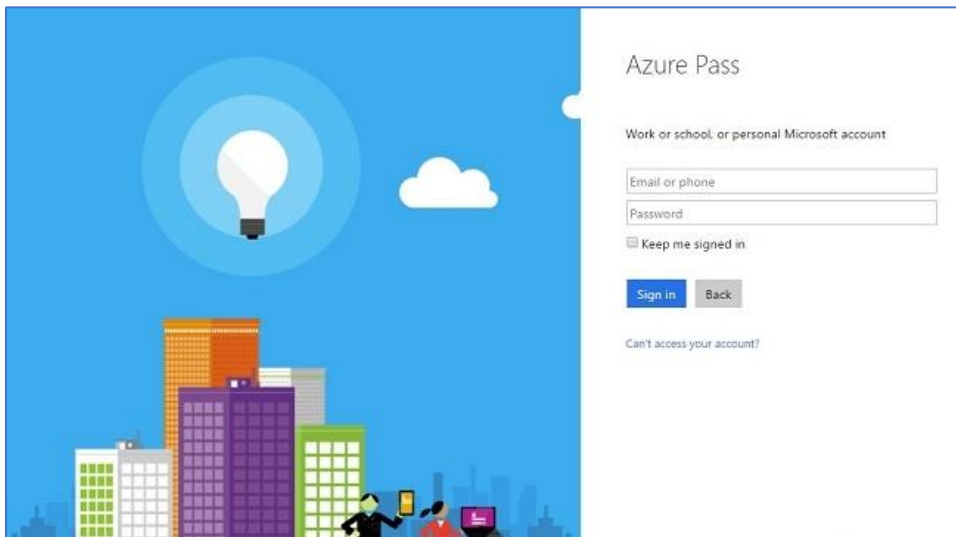 Azure Pass
Work or school, or personal Microsoft account
Email or phone
Password
Keep me signed in
Sign in Back
Can't access your account?